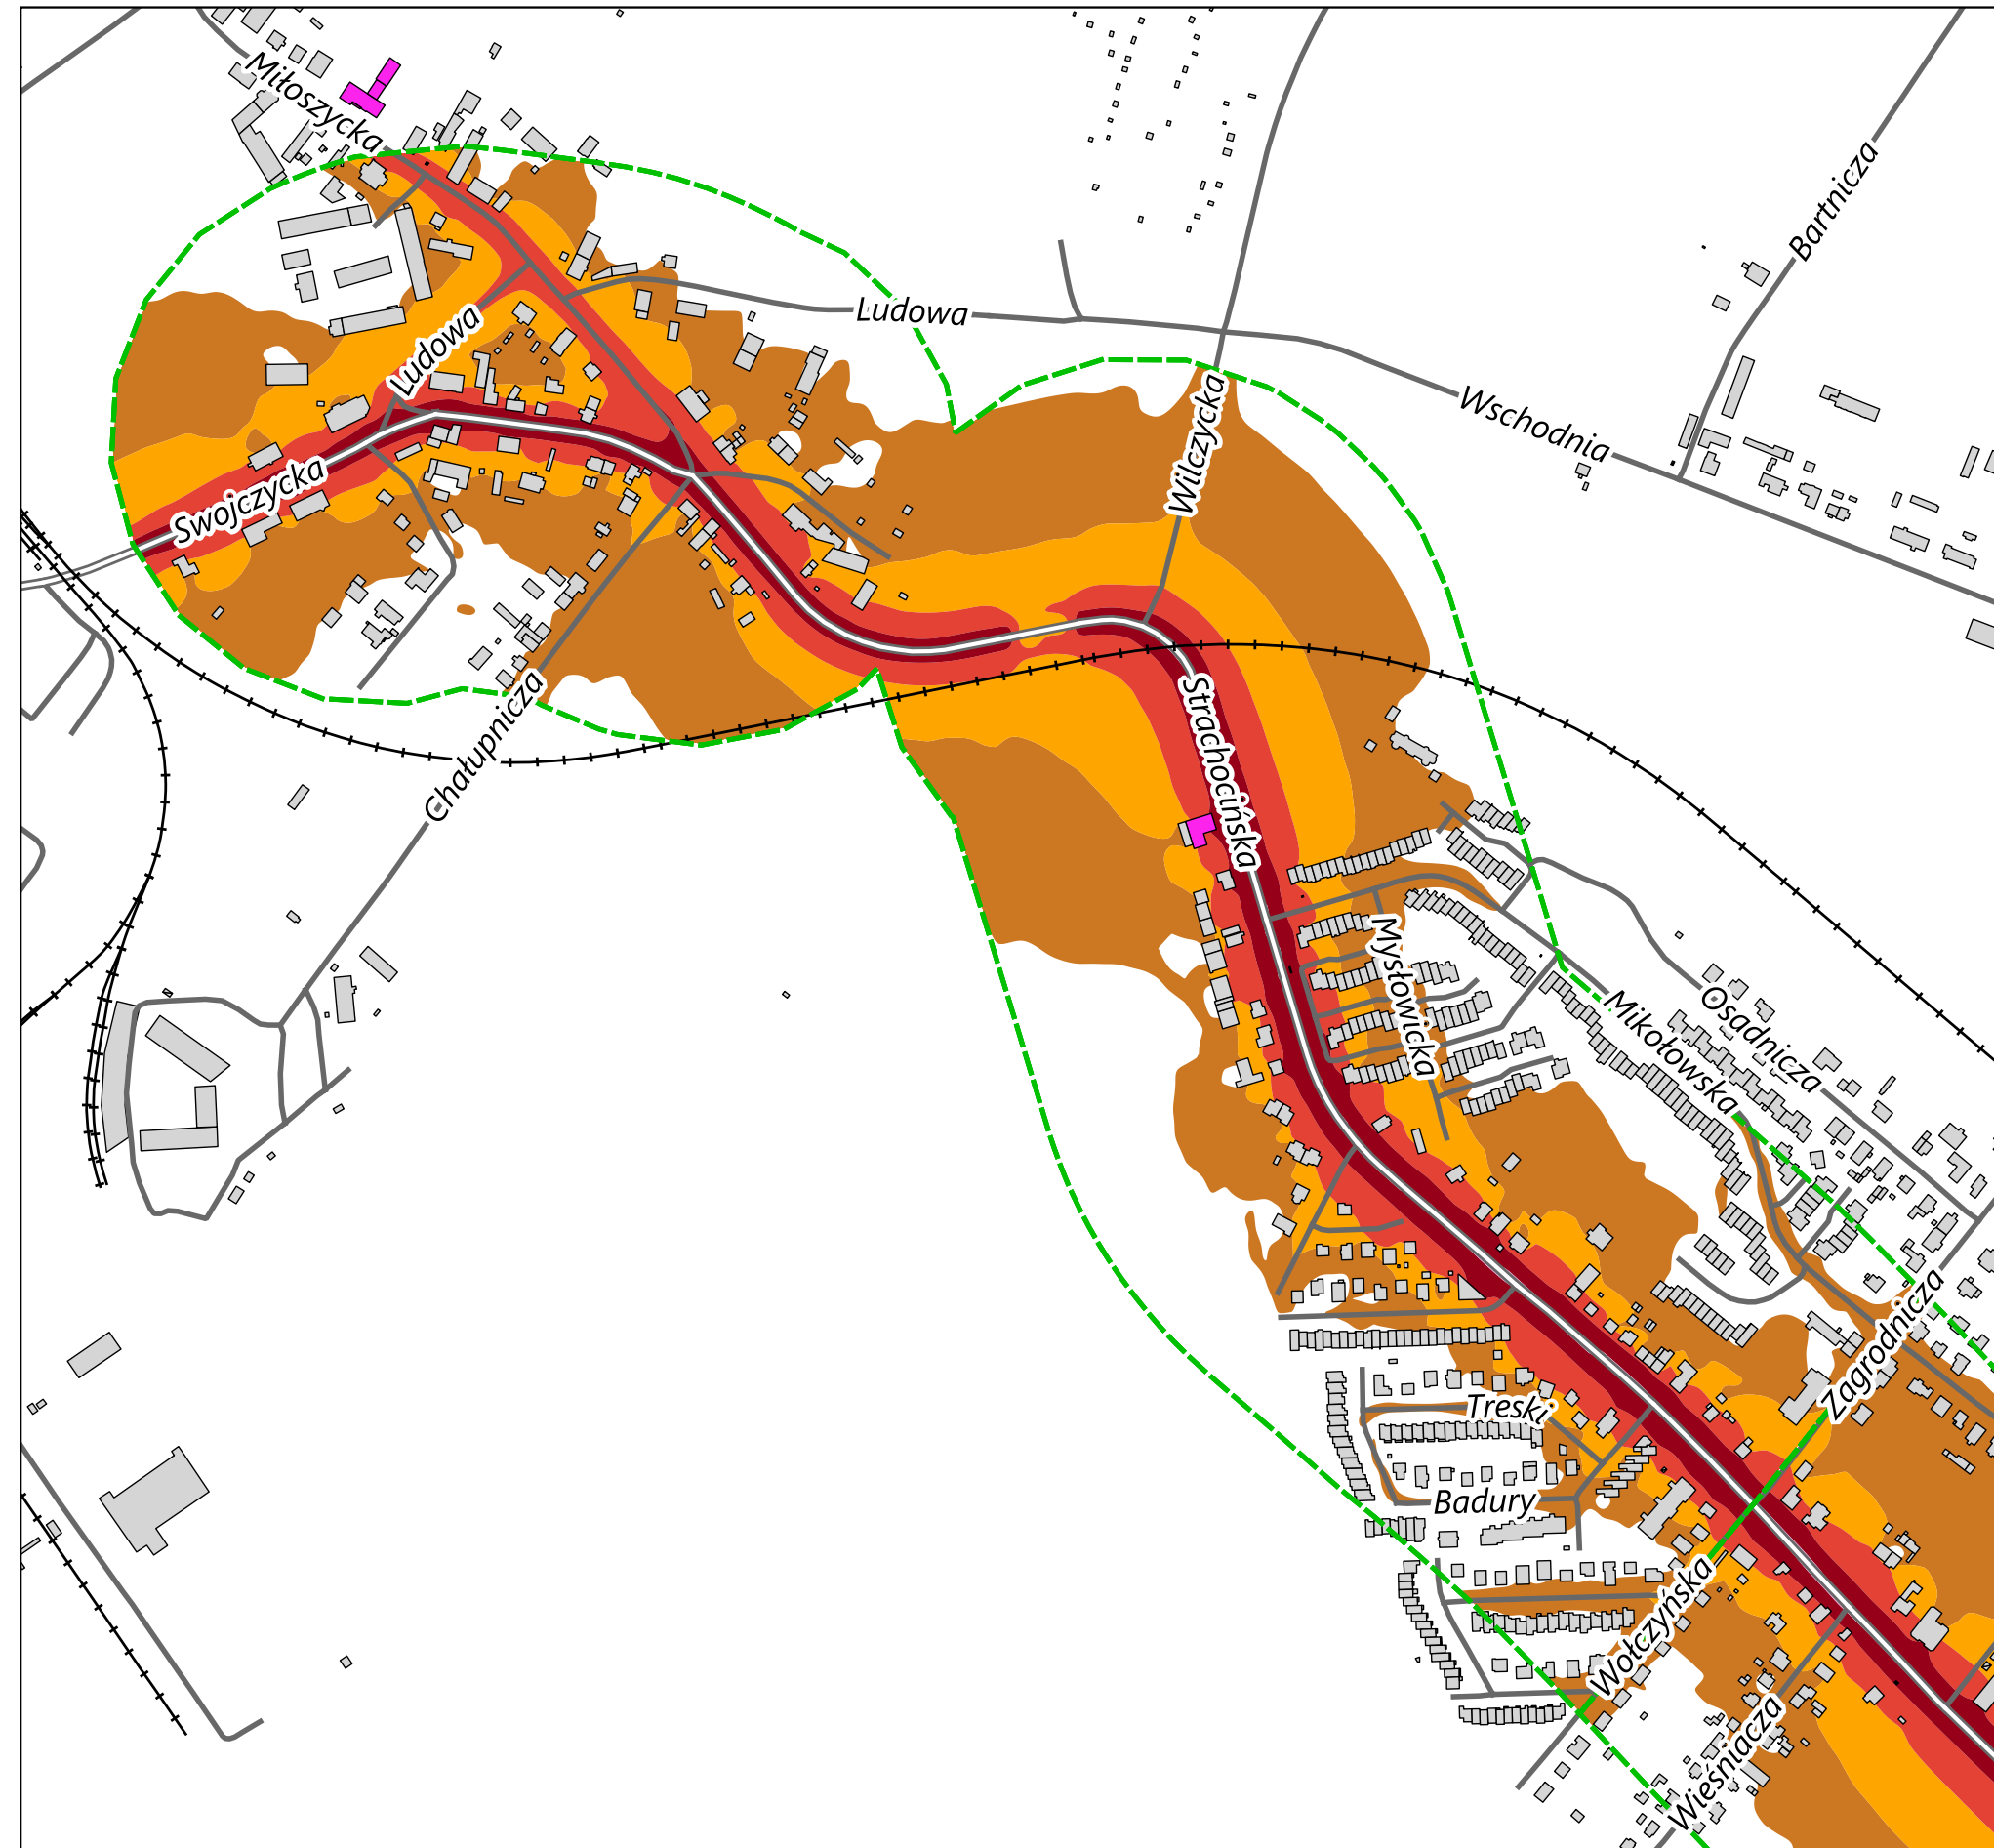 Miłoszycka
Bartnicza
Ludowa
Ludowa
Wschodnia
Wilczycka
Swojczycka
Chałupnicza
Strachocińska
Mysłowicka
Osadnicza
Mikołowska
Zagrodnicza
Treski
Badury
Wołczyńska
Wieśniacza